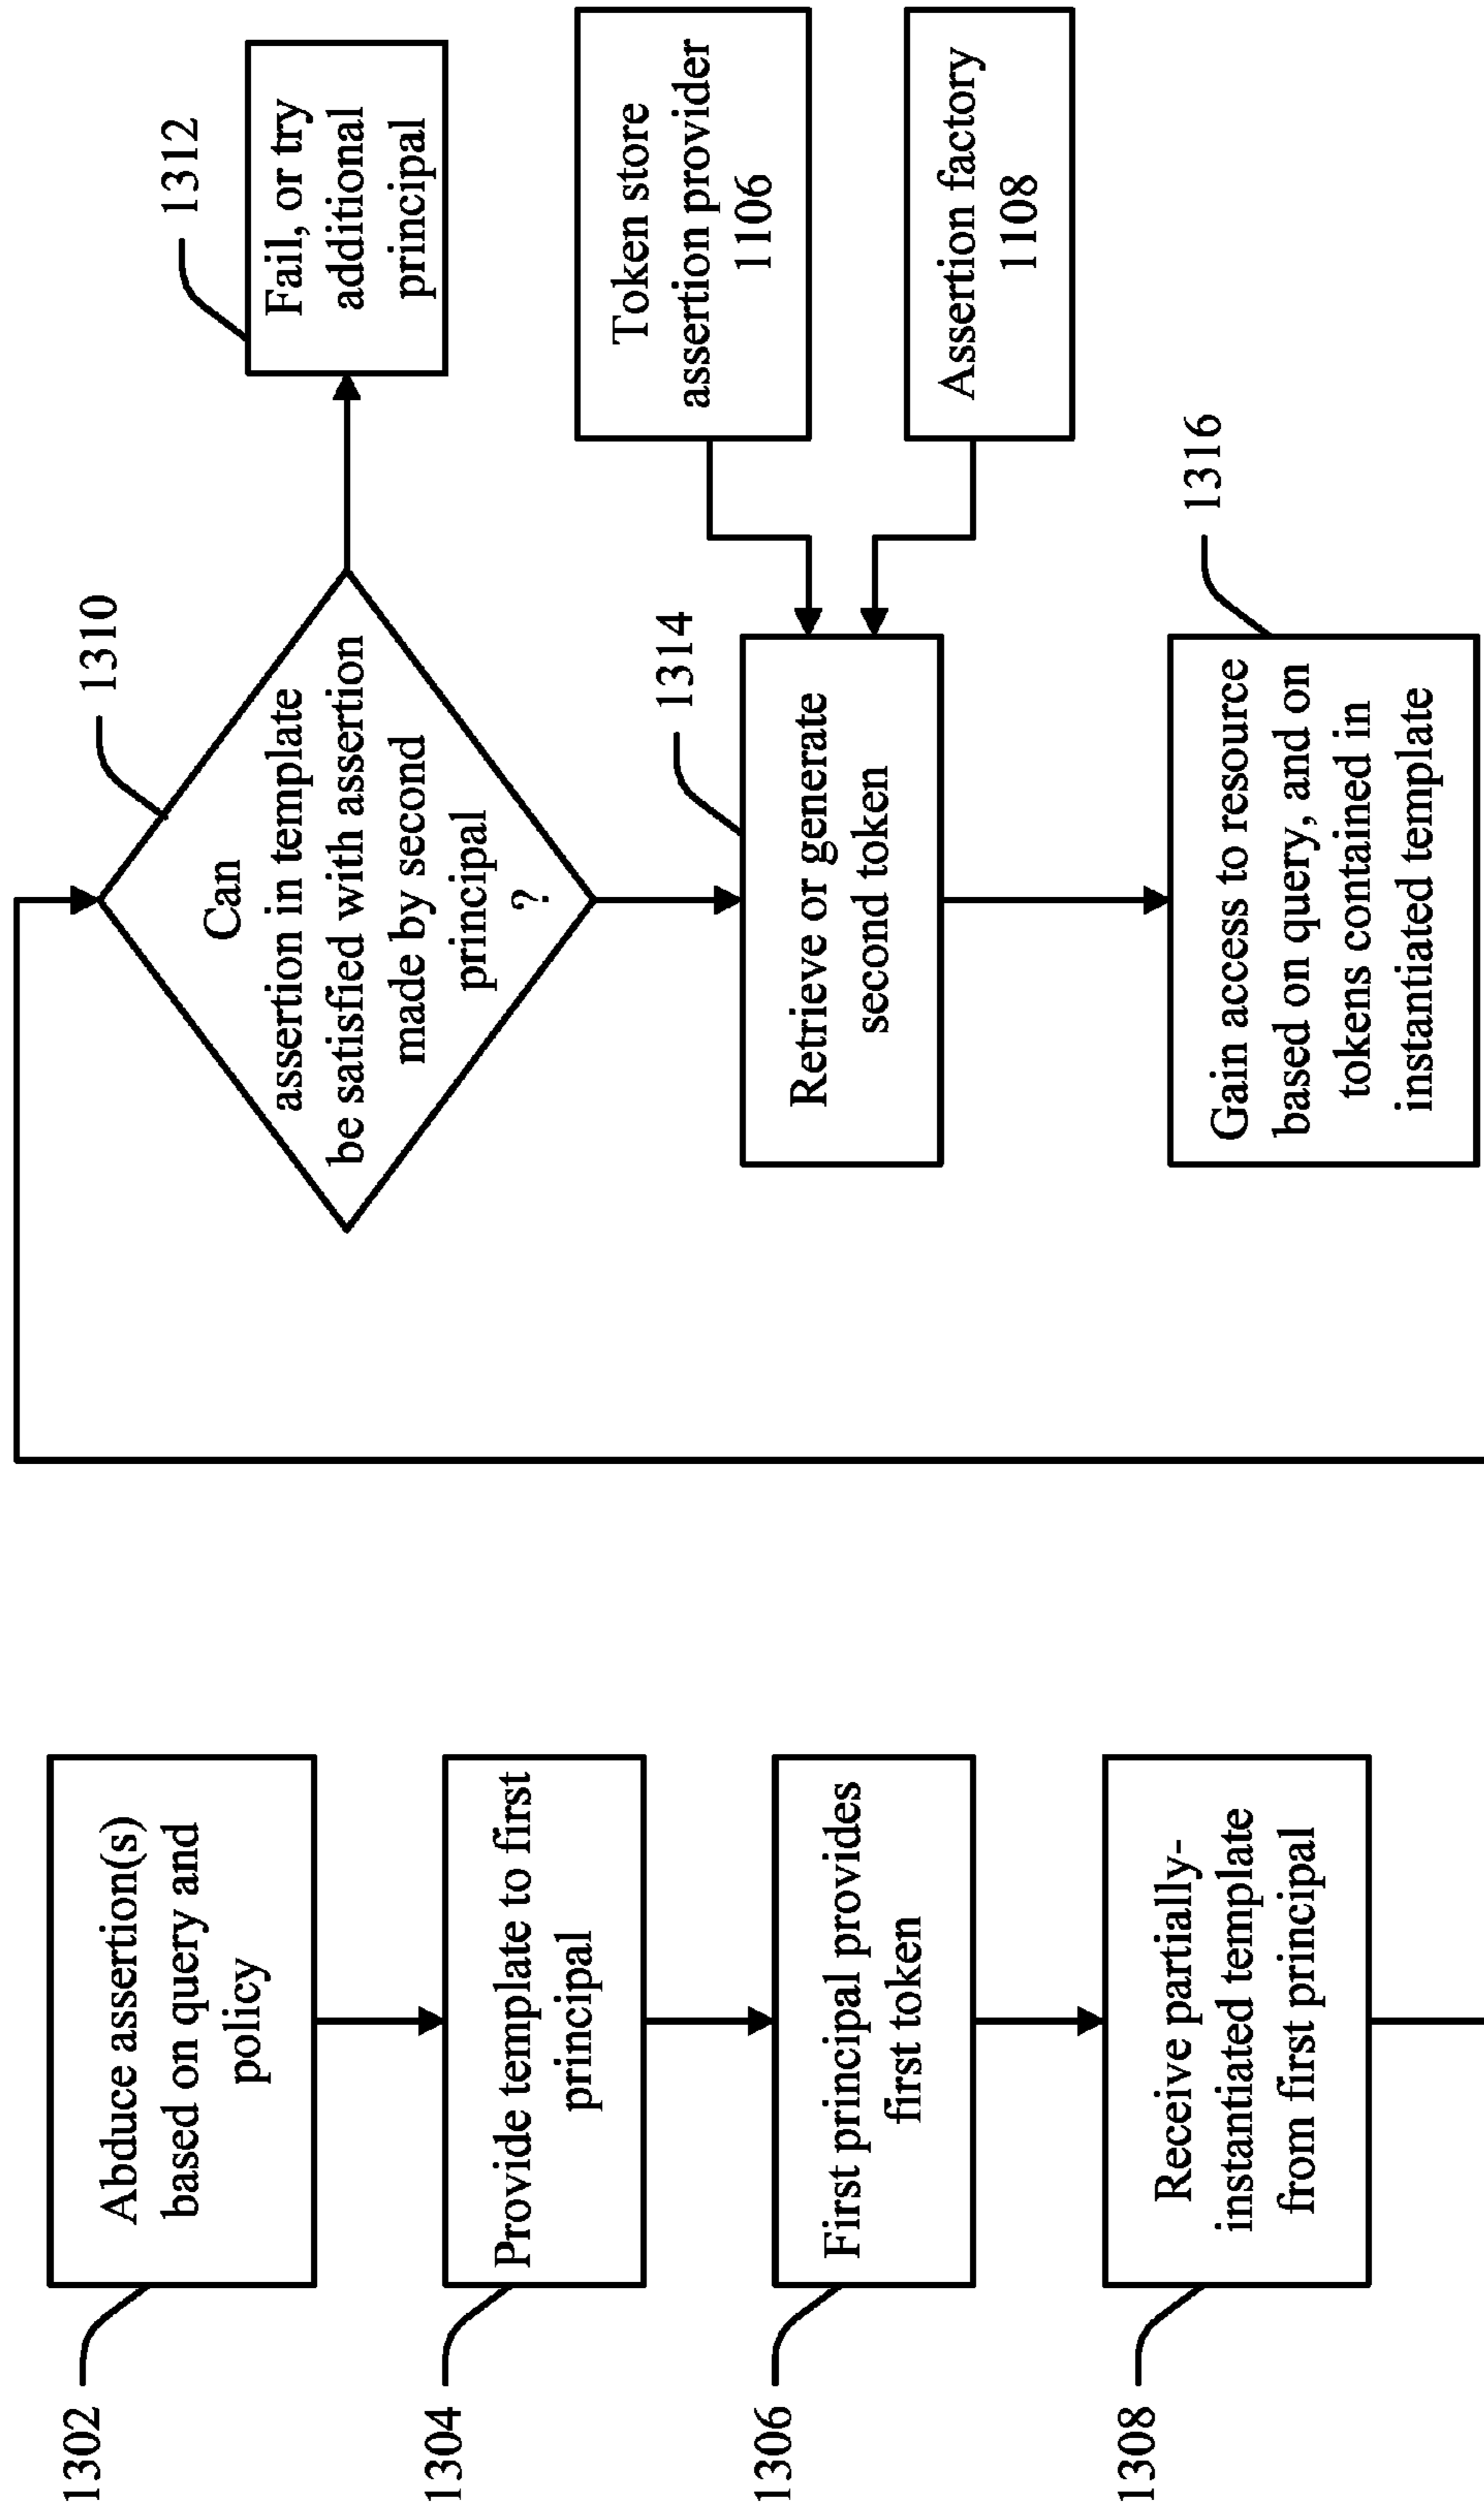 1302
Abduce assertion(s)
based on query and
policy
1304
Provide template to first
principal
1306
First principal provides
first token
1308
Receive partially-
instantiated template
from first principal
1310
Can
assertion in template
be satisfied with assertion
made by second
principal
?
1312
Fail, or try
additional
principal
1314
Retrieve or generate
second token
Token store
assertion provider
1106
Assertion factory
1108
1316
Gain access to resource
based on query, and on
tokens contained in
instantiated template